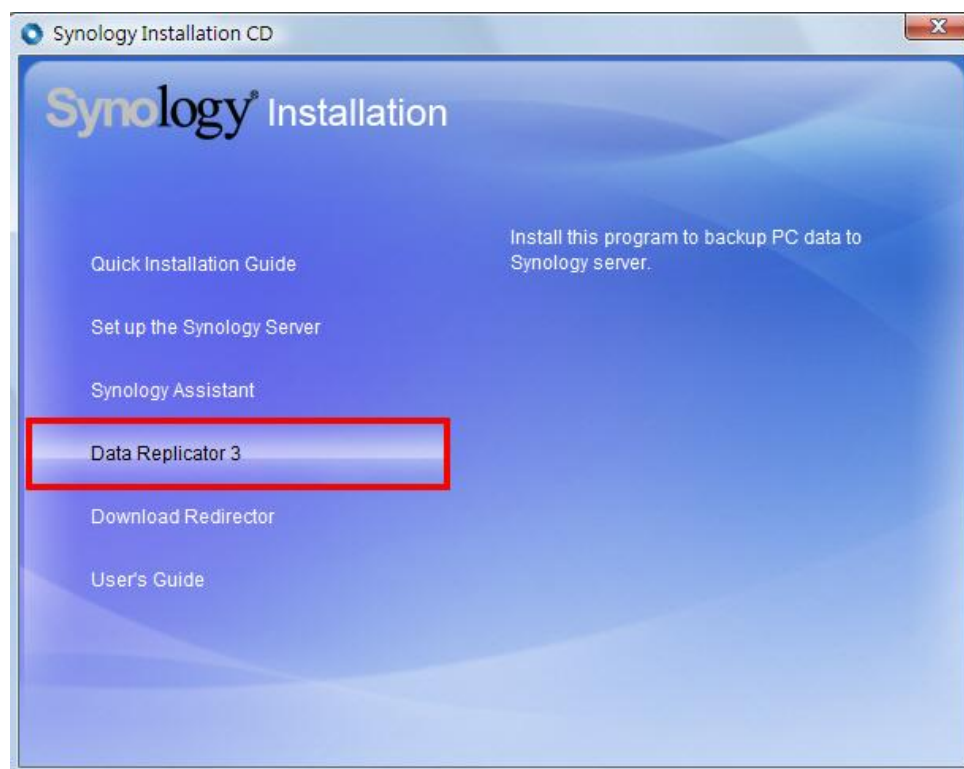 Synology Installation CD
Synology® Installation
Install this program to backup PC data to
Synology server.
Quick Installation Guide
Set up the Synology Server
Synology Assistant
Data Replicator 3
Download Redirector
User's Guide